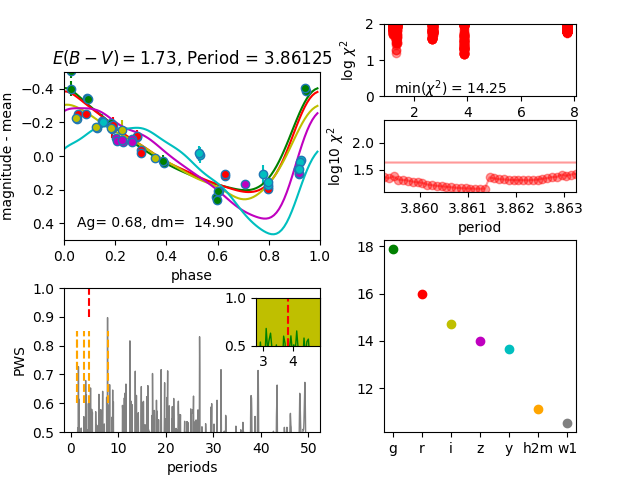 E(B − V) = 1.73, Period = 3.86125
−0.4
−0.2
0.0
0.2
0.4
magnitude - mean
Ag= 0.68, dm=  14.90
0.0 0.2 0.4 0.6 0.8 1.0
phase
2
1
0
log χ²
min(χ²) = 14.25
2 4 6 8
2.0
1.5
log10 χ²
3.860 3.861 3.862 3.863
period
1.0
0.9
0.8
0.7
0.6
0.5
PWS
1.0
0.5
3 4
0 10 20 30 40 50
periods
18
16
14
12
g r i z y h2m w1